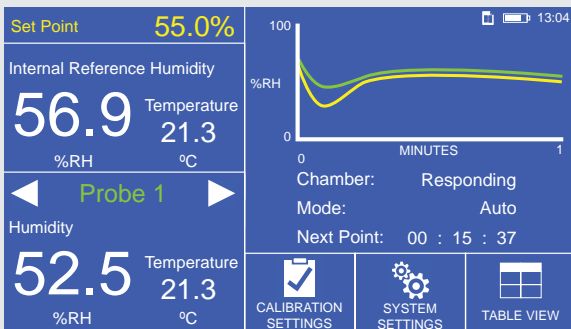 Set Point 55.0%
Internal Reference Humidity
56.9
%RH
Temperature
21.3
ºC
Probe 1
Humidity
52.5
%RH
Temperature
21.3
ºC
13:04
100
%RH
0
0 MINUTES 1
Chamber: Responding
Mode: Auto
Next Point: 00 : 15 : 37
CALIBRATION
SETTINGS
SYSTEM
SETTINGS
TABLE VIEW